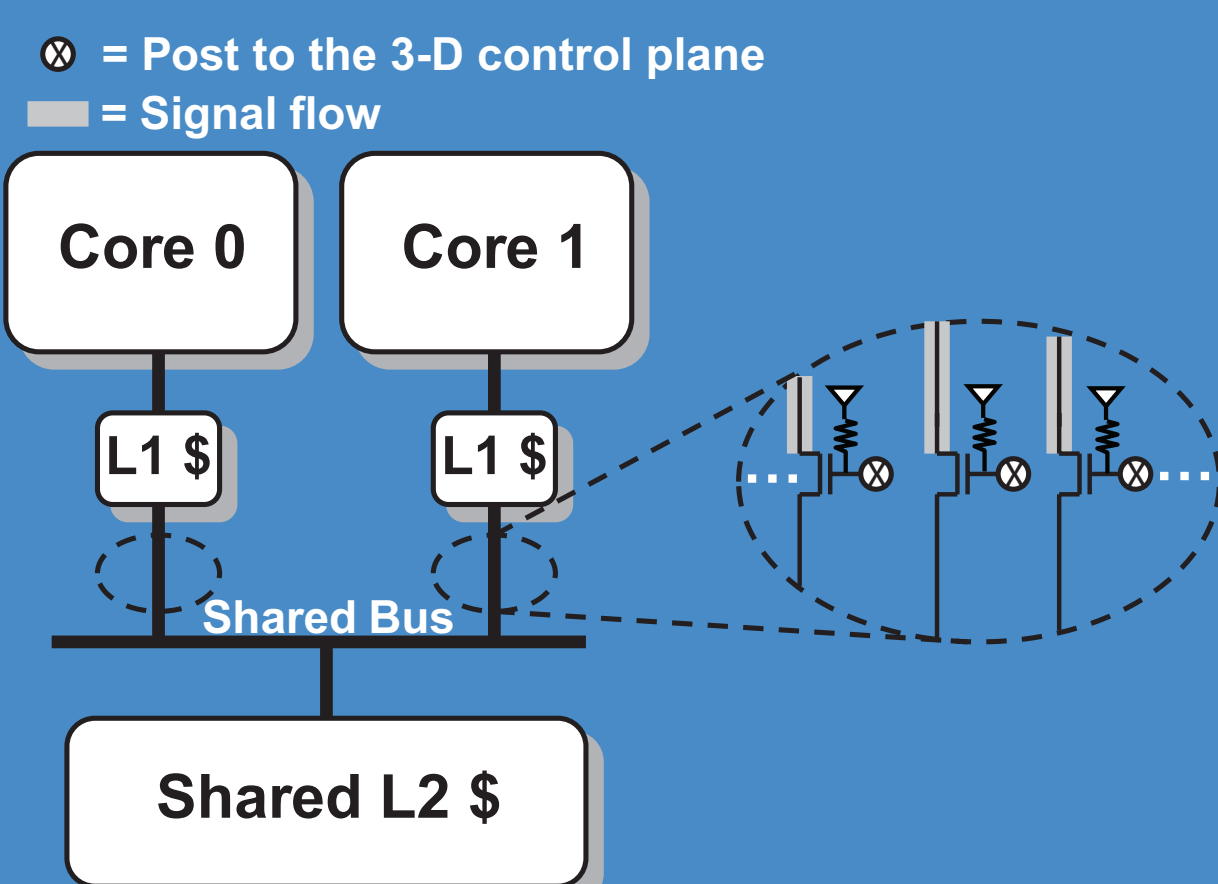 = Post to the 3-D control plane
= Signal flow
Core 0
Core 1
L1 $
L1 $
Shared Bus
Shared L2 $